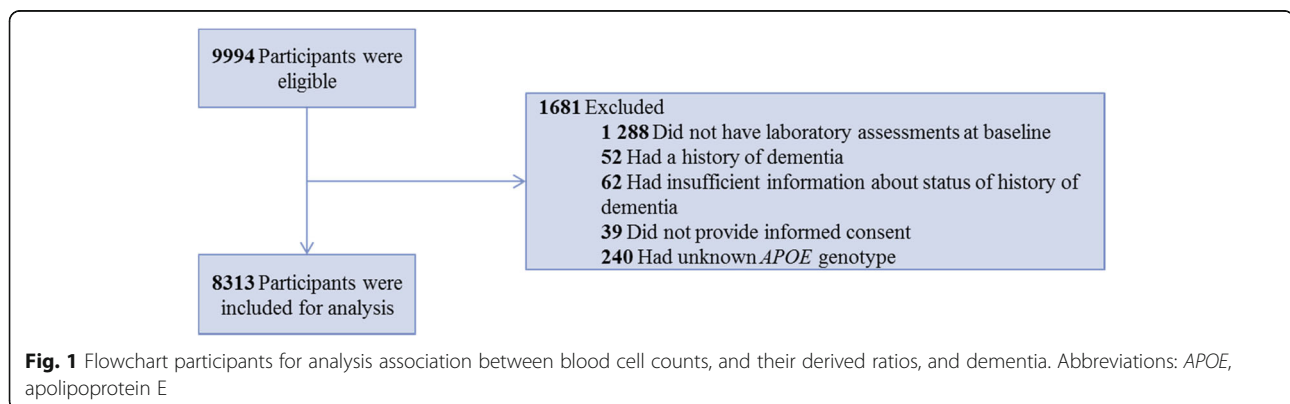 9994 Participants were
eligible
1681 Excluded
1 288 Did not have laboratory assessments at baseline
52 Had a history of dementia
62 Had insufficient information about status of history of
dementia
39 Did not provide informed consent
240 Had unknown APOE genotype
8313 Participants were
included for analysis
Fig. 1 Flowchart participants for analysis association between blood cell counts, and their derived ratios, and dementia. Abbreviations: APOE,
apolipoprotein E